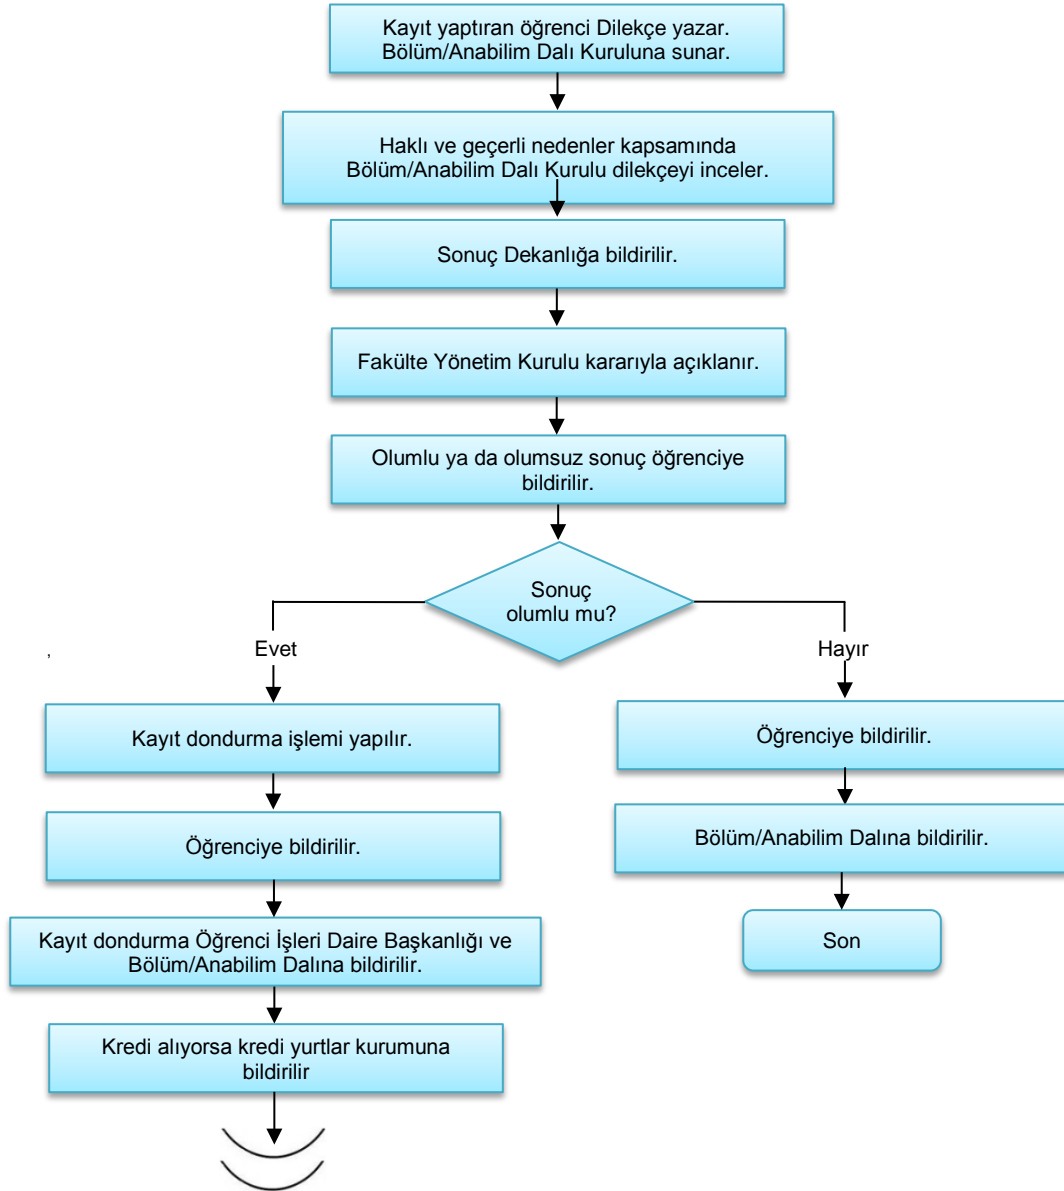 Kayıt yaptıran öğrenci Dilekçe yazar.
Bölüm/Anabilim Dalı Kuruluna sunar.
Haklı ve geçerli nedenler kapsamında
Bölüm/Anabilim Dalı Kurulu dilekçeyi inceler.
Sonuç Dekanlığa bildirilir.
Fakülte Yönetim Kurulu kararıyla açıklanır.
Olumlu ya da olumsuz sonuç öğrenciye
bildirilir.
Sonuç
olumlu mu?
,
Evet
Hayır
Kayıt dondurma işlemi yapılır.
Öğrenciye bildirilir.
Kayıt dondurma Öğrenci İşleri Daire Başkanlığı ve
Bölüm/Anabilim Dalına bildirilir.
Kredi alıyorsa kredi yurtlar kurumuna
bildirilir
Öğrenciye bildirilir.
Bölüm/Anabilim Dalına bildirilir.
Son